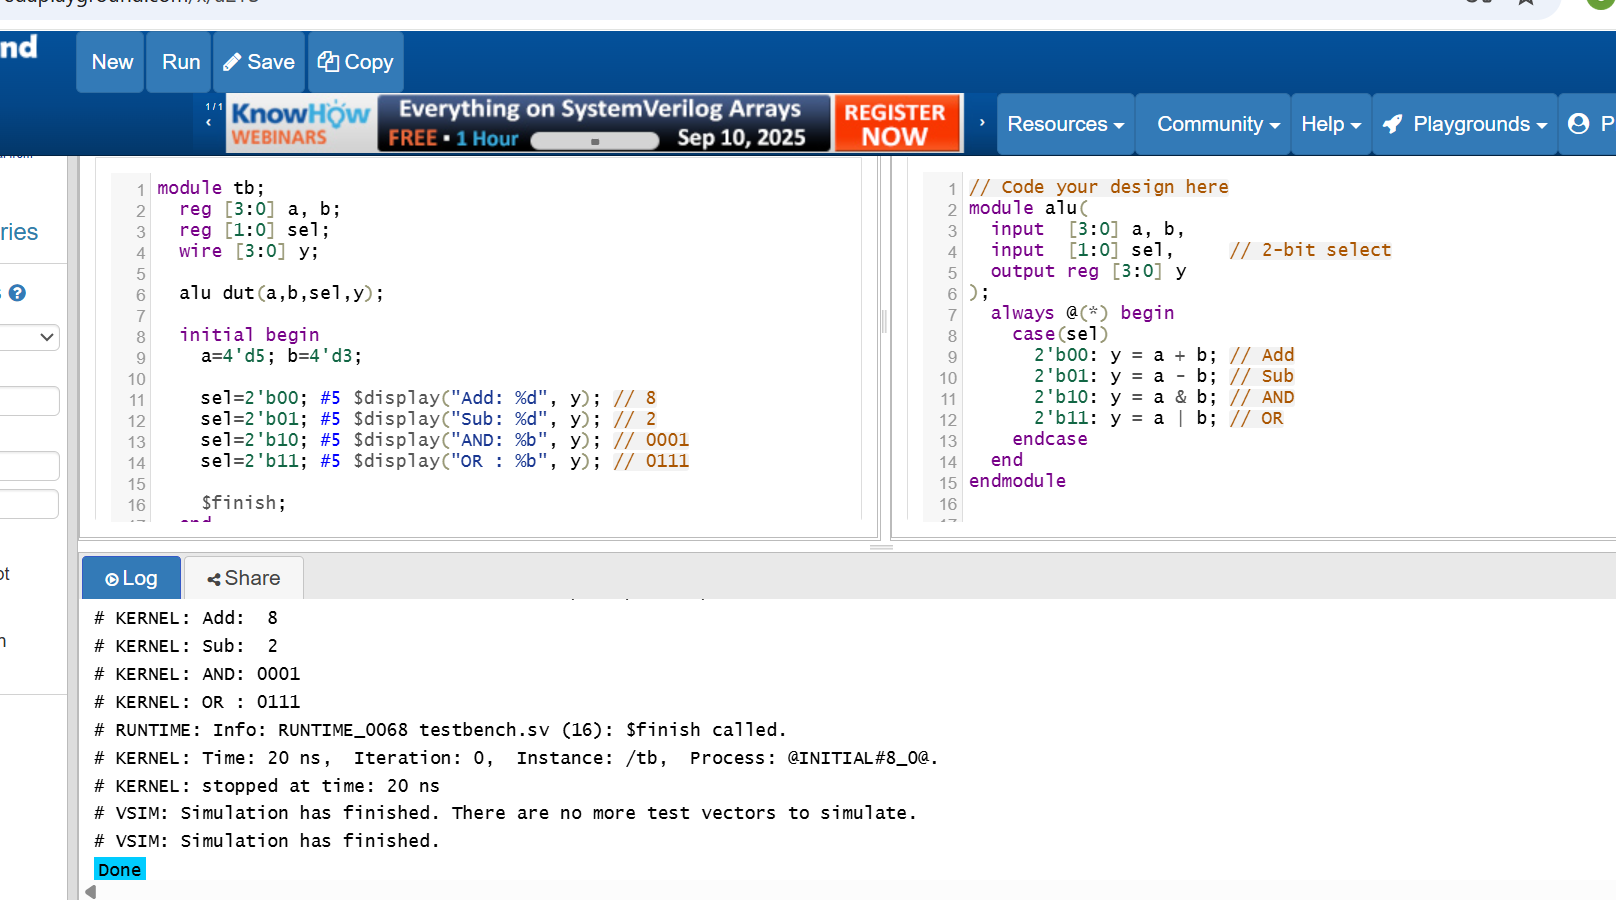 nd
New Run Save Copy
1/1
KnowHow WEBINARS
Everything on SystemVerilog Arrays
FREE ▪ 1 Hour
Sep 10, 2025
REGISTER NOW
Resources
Community
Help
Playgrounds
P
ries
1 module tb;
2 reg [3:0] a, b;
3 reg [1:0] sel;
4 wire [3:0] y;
5
6 alu dut(a,b,sel,y);
7
8 initial begin
9 a=4'd5; b=4'd3;
10
11 sel=2'b00; #5 $display("Add: %d", y); // 8
12 sel=2'b01; #5 $display("Sub: %d", y); // 2
13 sel=2'b10; #5 $display("AND: %b", y); // 0001
14 sel=2'b11; #5 $display("OR : %b", y); // 0111
15
16 $finish;
1 // Code your design here
2 module alu(
3 input [3:0] a, b,
4 input [1:0] sel, // 2-bit select
5 output reg [3:0] y
6 );
7 always @(*) begin
8 case(sel)
9 2'b00: y = a + b; // Add
10 2'b01: y = a - b; // Sub
11 2'b10: y = a & b; // AND
12 2'b11: y = a | b; // OR
13 endcase
14 end
15 endmodule
16
Log Share
# KERNEL: Add:  8
# KERNEL: Sub:  2
# KERNEL: AND: 0001
# KERNEL: OR : 0111
# RUNTIME: Info: RUNTIME_0068 testbench.sv (16): $finish called.
# KERNEL: Time: 20 ns,  Iteration: 0,  Instance: /tb,  Process: @INITIAL#8_0@.
# KERNEL: stopped at time: 20 ns
# VSIM: Simulation has finished. There are no more test vectors to simulate.
# VSIM: Simulation has finished.
Done